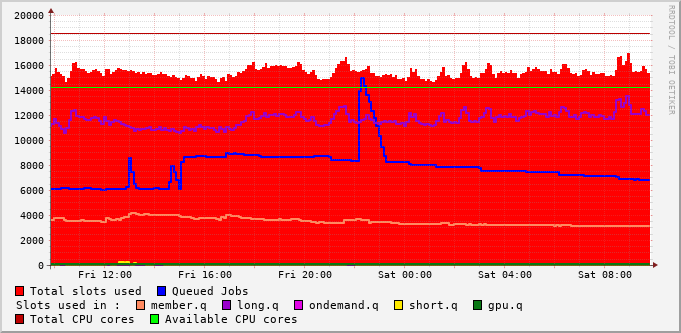 20000
18000
16000
14000
12000
10000
8000
6000
4000
2000
0
Fri 12:00 Fri 16:00 Fri 20:00 Sat 00:00 Sat 04:00 Sat 08:00
Total slots used Queued Jobs
Slots used in : member.q long.q ondemand.q short.q gpu.q
Total CPU cores Available CPU cores
RRDTOOL / TOBI OETIKER